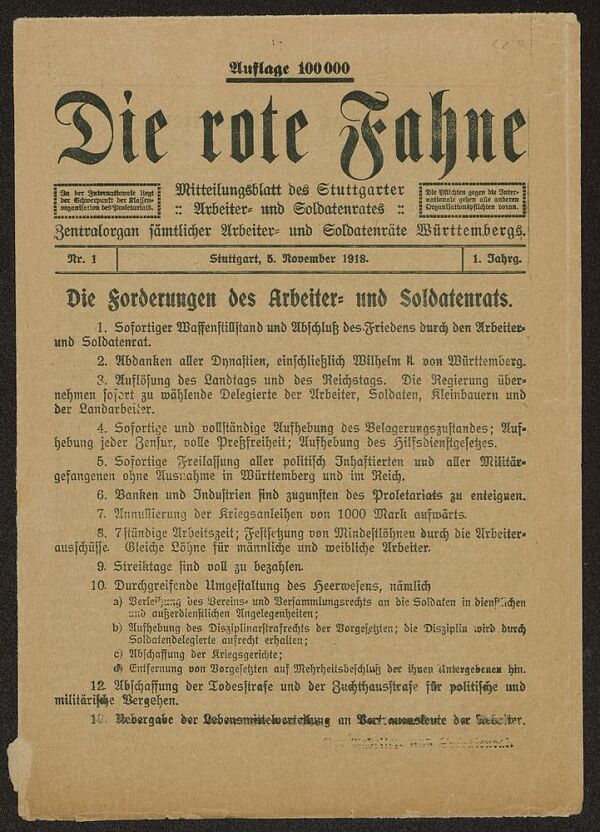 Auflage 100000
Die rote Fahne
In der Internationale liegt
der Schwerpunkt der Klassen-
organisation des Proletariats.
Mitteilungsblatt des Stuttgarter
:: Arbeiter- und Soldatenrates ::
Die Pflichten gegen die Inter-
nationale gehen alle anderen
Organisationspflichten voran.
Zentralorgan sämtlicher Arbeiter- und Soldatenräte Württembergs.
Nr. 1
Stuttgart, 5. November 1918.
1. Jahrg.
Die Forderungen des Arbeiter- und Soldatenrats.
1. Sofortiger Waffenstillstand und Abschluß des Friedens durch den Arbeiter-
und Soldatenrat.
2. Abdanken aller Dynastien, einschließlich Wilhelm II. von Württemberg.
3. Auflösung des Landtags und des Reichstags. Die Regierung über-
nehmen sofort zu wählende Delegierte der Arbeiter, Soldaten, Kleinbauern und
der Landarbeiter.
4. Sofortige und vollständige Aufhebung des Belagerungszustandes; Auf-
hebung jeder Zensur, volle Preßfreiheit; Aufhebung des Hilfsdienstgesetzes.
5. Sofortige Freilassung aller politisch Inhaftierten und aller Militär-
gefangenen ohne Ausnahme in Württemberg und im Reich.
6. Banken und Industrien sind zugunsten des Proletariats zu enteignen.
7. Annullierung der Kriegsanleihen von 1000 Mark aufwärts.
8. 7stündige Arbeitszeit; Festsetzung von Mindestlöhnen durch die Arbeiter-
ausschüsse. Gleiche Löhne für männliche und weibliche Arbeiter.
9. Streiktage sind voll zu bezahlen.
10. Durchgreifende Umgestaltung des Heerwesens, nämlich
a) Verleihung des Vereins- und Versammlungsrechts an die Soldaten in dienstlichen
und außerdienstlichen Angelegenheiten;
b) Aufhebung des Disziplinarstrafrechts der Vorgesetzten; die Disziplin wird durch
Soldatendelegierte aufrecht erhalten;
c) Abschaffung der Kriegsgerichte;
d) Entfernung von Vorgesetzten auf Mehrheitsbeschluß der ihnen Untergebenen hin.
12. Abschaffung der Todesstrafe und der Zuchthausstrafe für politische und
militärische Vergehen.
13. Uebergabe der Lebensmittelverteilung an Vertrauensleute der Arbeiter.